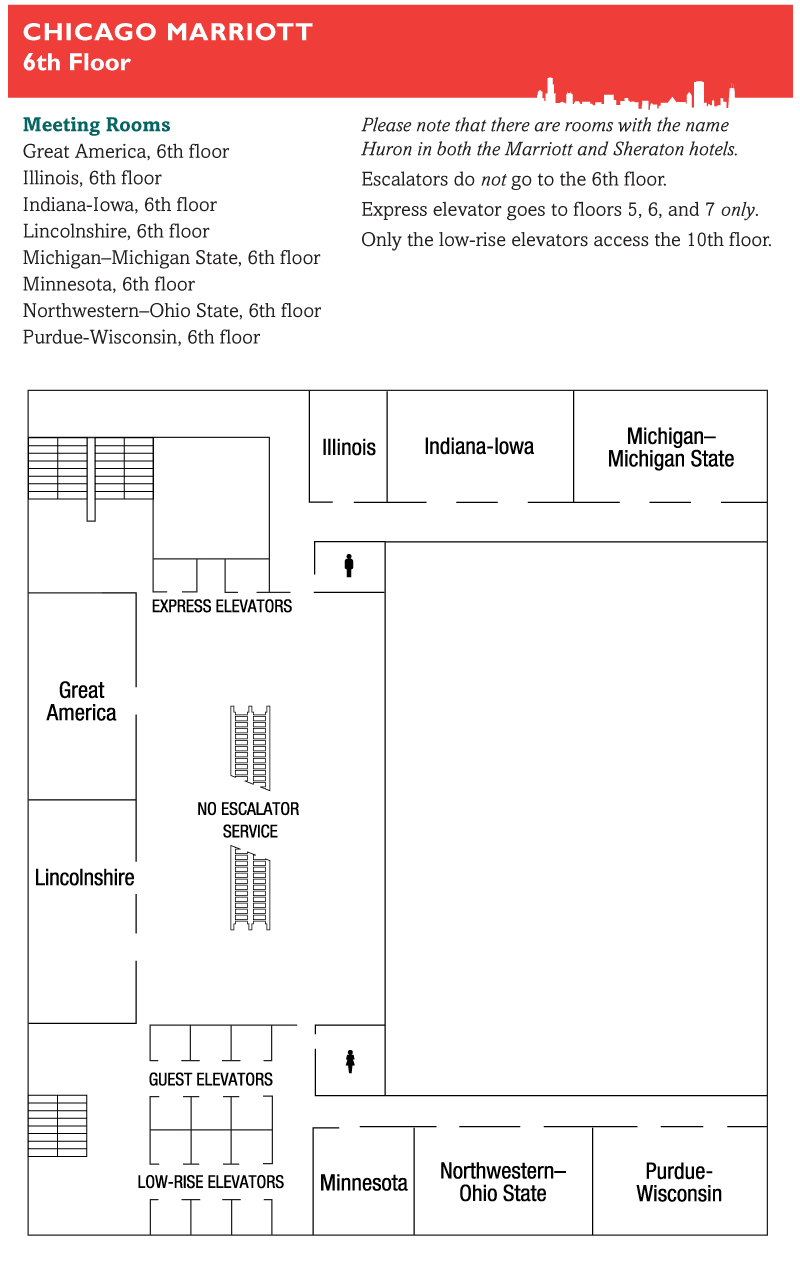 CHICAGO MARRIOTT
6th Floor
Meeting Rooms
Great America, 6th floor
Illinois, 6th floor
Indiana-Iowa, 6th floor
Lincolnshire, 6th floor
Michigan–Michigan State, 6th floor
Minnesota, 6th floor
Northwestern–Ohio State, 6th floor
Purdue-Wisconsin, 6th floor
Please note that there are rooms with the name
Huron in both the Marriott and Sheraton hotels.
Escalators do not go to the 6th floor.
Express elevator goes to floors 5, 6, and 7 only.
Only the low-rise elevators access the 10th floor.
Illinois
Indiana-Iowa
Michigan–
Michigan State
EXPRESS ELEVATORS
Great
America
NO ESCALATOR
SERVICE
Lincolnshire
GUEST ELEVATORS
LOW-RISE ELEVATORS
Minnesota
Northwestern–
Ohio State
Purdue-
Wisconsin